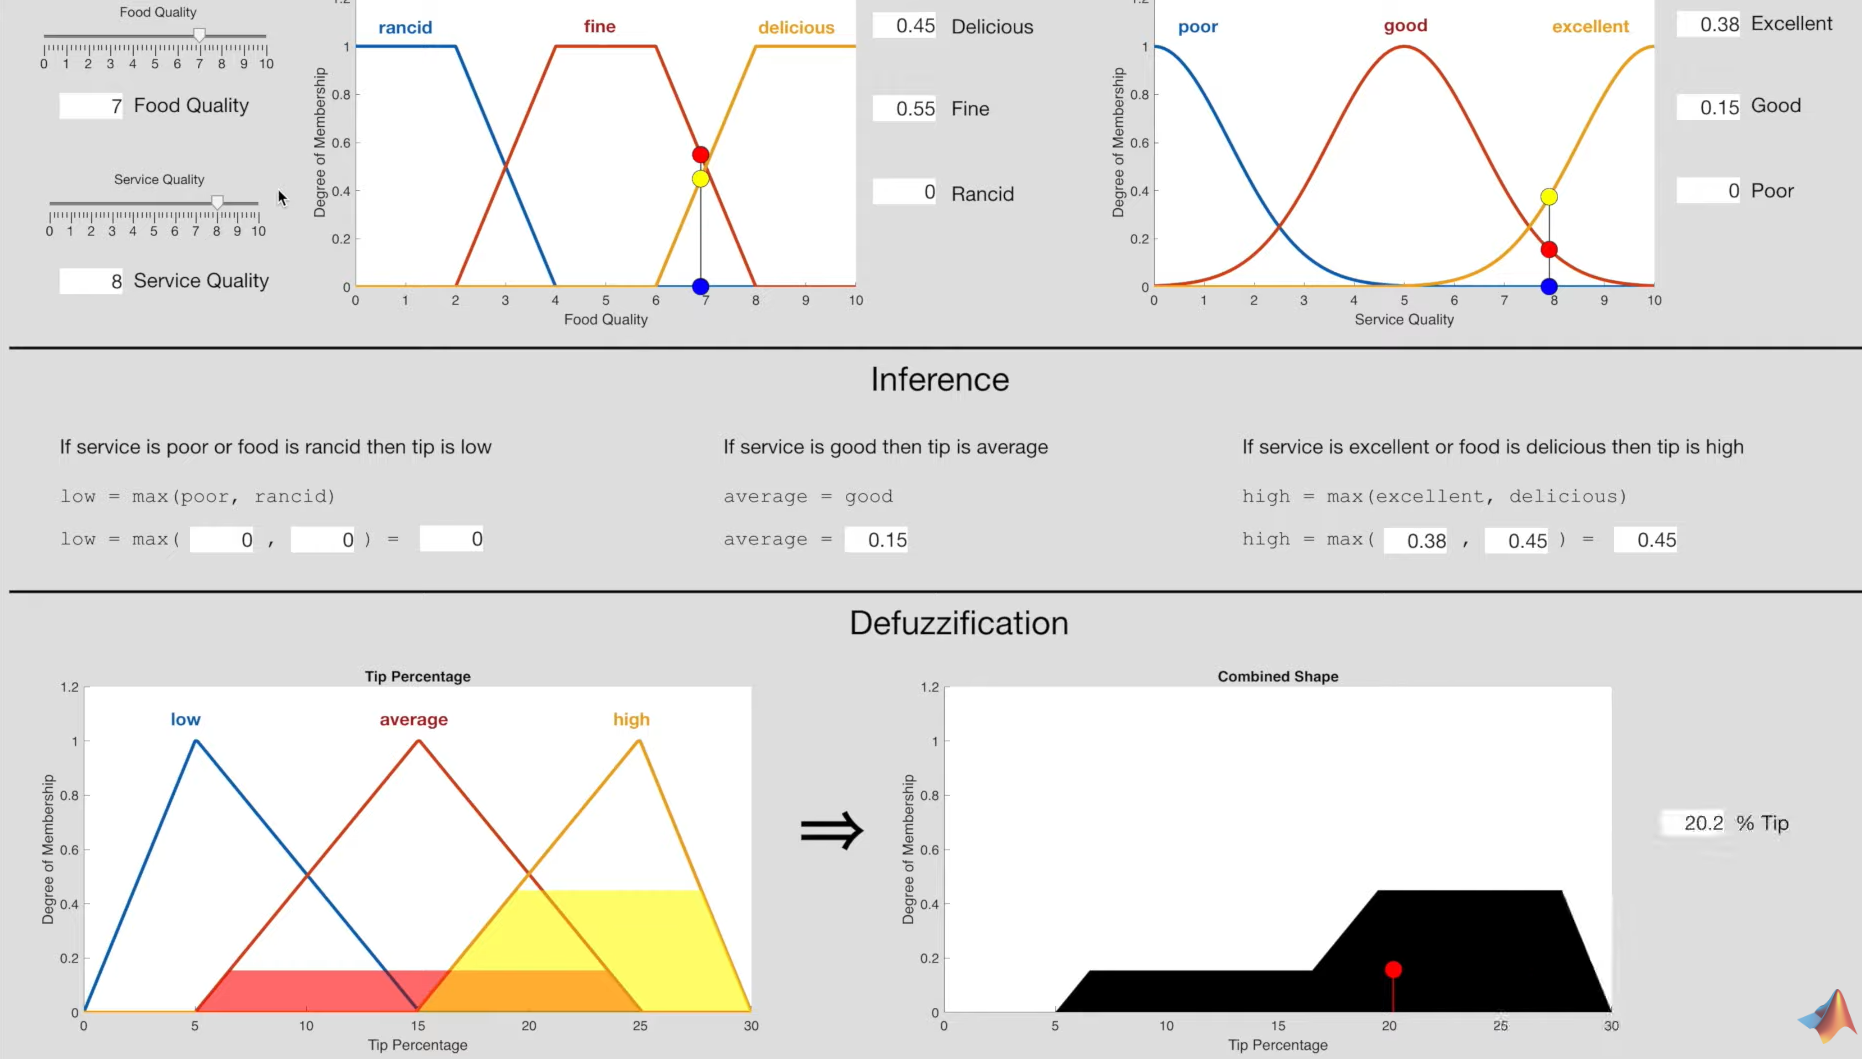 Food Quality
0 1 2 3 4 5 6 7 8 9 10
7 Food Quality
Service Quality
0 1 2 3 4 5 6 7 8 9 10
8 Service Quality
1.2
rancid fine delicious
1
0.8
0.6
0.4
0.2
0
Degree of Membership
0 1 2 3 4 5 6 7 8 9 10
Food Quality
0.45 Delicious
0.55 Fine
0 Rancid
1.2
poor good excellent
1
0.8
0.6
0.4
0.2
0
Degree of Membership
0 1 2 3 4 5 6 7 8 9 10
Service Quality
0.38 Excellent
0.15 Good
0 Poor
Inference
If service is poor or food is rancid then tip is low
low = max(poor, rancid)
low = max( 0 , 0 ) = 0
If service is good then tip is average
average = good
average = 0.15
If service is excellent or food is delicious then tip is high
high = max(excellent, delicious)
high = max( 0.38 , 0.45 ) = 0.45
Defuzzification
Tip Percentage
1.2
low average high
1
0.8
0.6
0.4
0.2
0
Degree of Membership
0 5 10 15 20 25 30
Tip Percentage
⇒
Combined Shape
1.2
1
0.8
0.6
0.4
0.2
0
Degree of Membership
0 5 10 15 20 25 30
Tip Percentage
20.2 % Tip